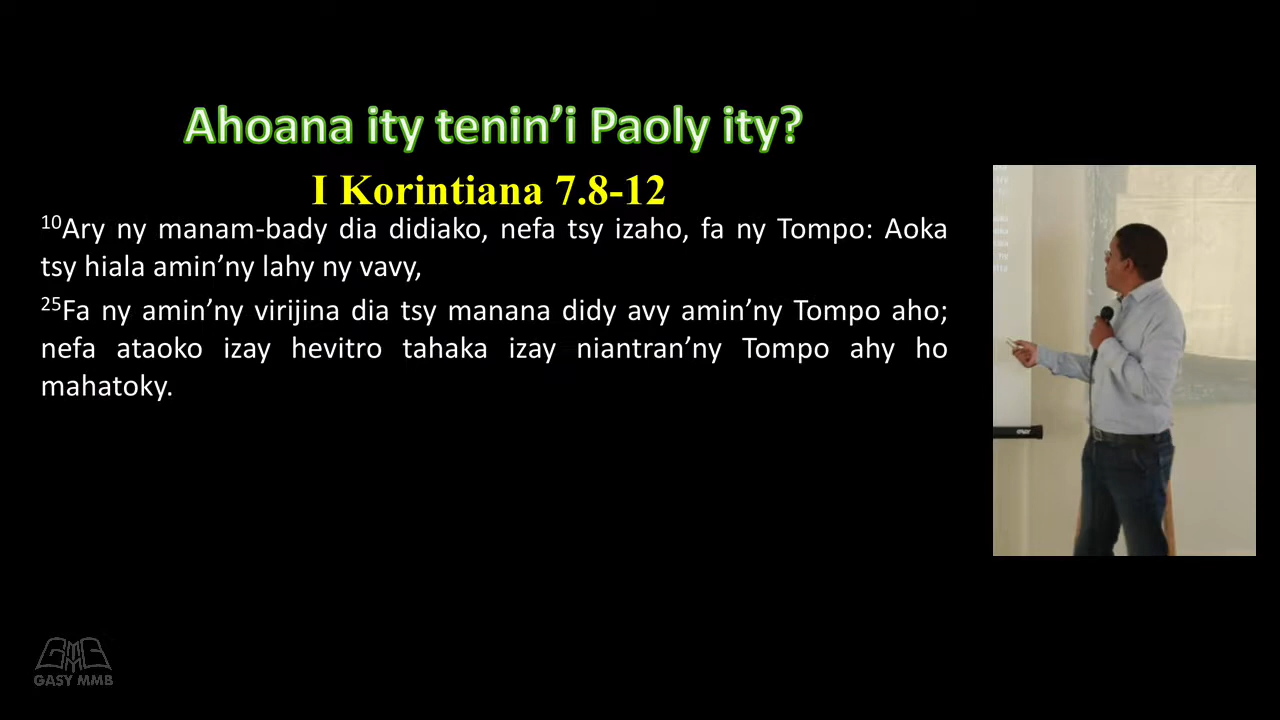 Ahoana ity tenin’i Paoly ity?
I Korintiana 7.8-12
10Ary ny manam-bady dia didiako, nefa tsy izaho, fa ny Tompo: Aoka
tsy hiala amin’ny lahy ny vavy,
25Fa ny amin’ny virijina dia tsy manana didy avy amin’ny Tompo aho;
nefa ataoko izay hevitro tahaka izay niantran’ny Tompo ahy ho
mahatoky.
GASY MMB